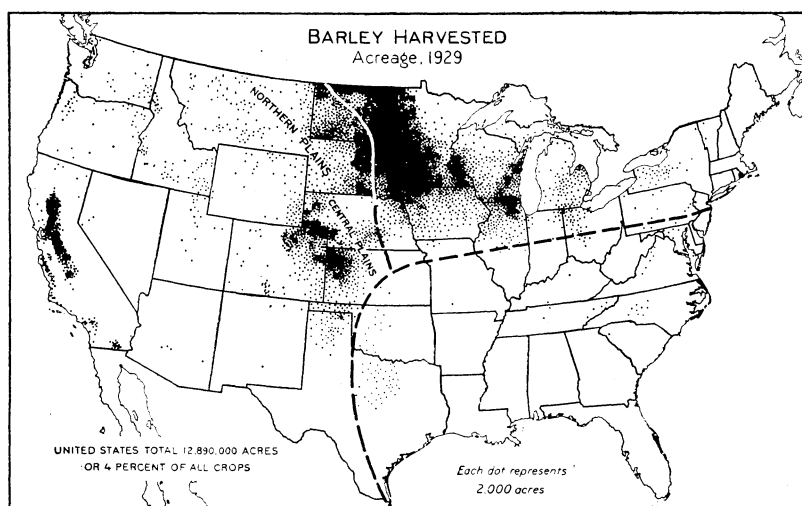 BARLEY HARVESTED
Acreage, 1929
NORTHERN PLAINS
CENTRAL PLAINS
UNITED STATES TOTAL 12,890,000 ACRES
OR 4 PERCENT OF ALL CROPS
Each dot represents
2,000 acres